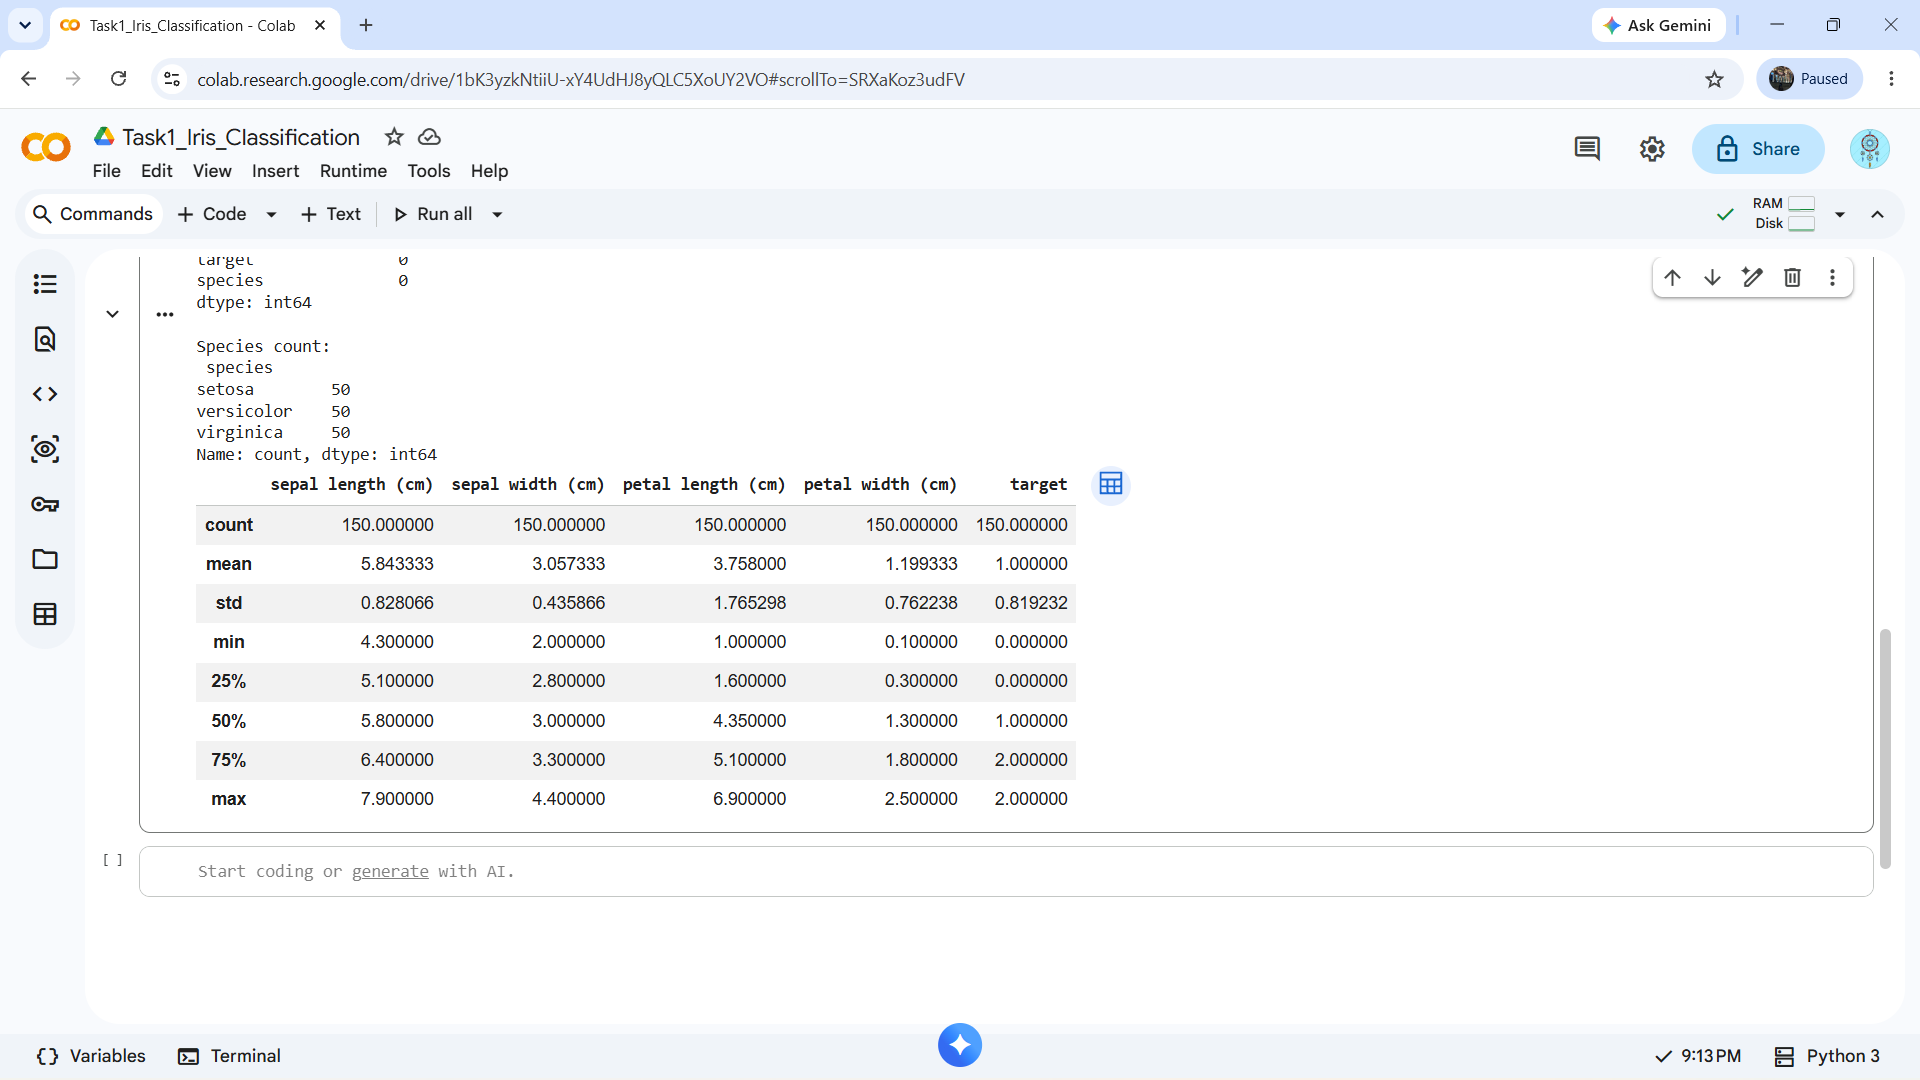 Task1_Iris_Classification - Colab
Ask Gemini
colab.research.google.com/drive/1bK3yzkNtiiU-xY4UdHJ8yQLC5XoUY2VO#scrollTo=SRXaKoz3udFV
Paused
CO Task1_Iris_Classification
File Edit View Insert Runtime Tools Help
Share
Commands + Code + Text Run all
RAM
Disk
target 0
species 0
dtype: int64
Species count:
species
setosa 50
versicolor 50
virginica 50
Name: count, dtype: int64
sepal length (cm) sepal width (cm) petal length (cm) petal width (cm) target
count 150.000000 150.000000 150.000000 150.000000 150.000000
mean 5.843333 3.057333 3.758000 1.199333 1.000000
std 0.828066 0.435866 1.765298 0.762238 0.819232
min 4.300000 2.000000 1.000000 0.100000 0.000000
25% 5.100000 2.800000 1.600000 0.300000 0.000000
50% 5.800000 3.000000 4.350000 1.300000 1.000000
75% 6.400000 3.300000 5.100000 1.800000 2.000000
max 7.900000 4.400000 6.900000 2.500000 2.000000
[ ] Start coding or generate with AI.
{} Variables Terminal
9:13 PM Python 3